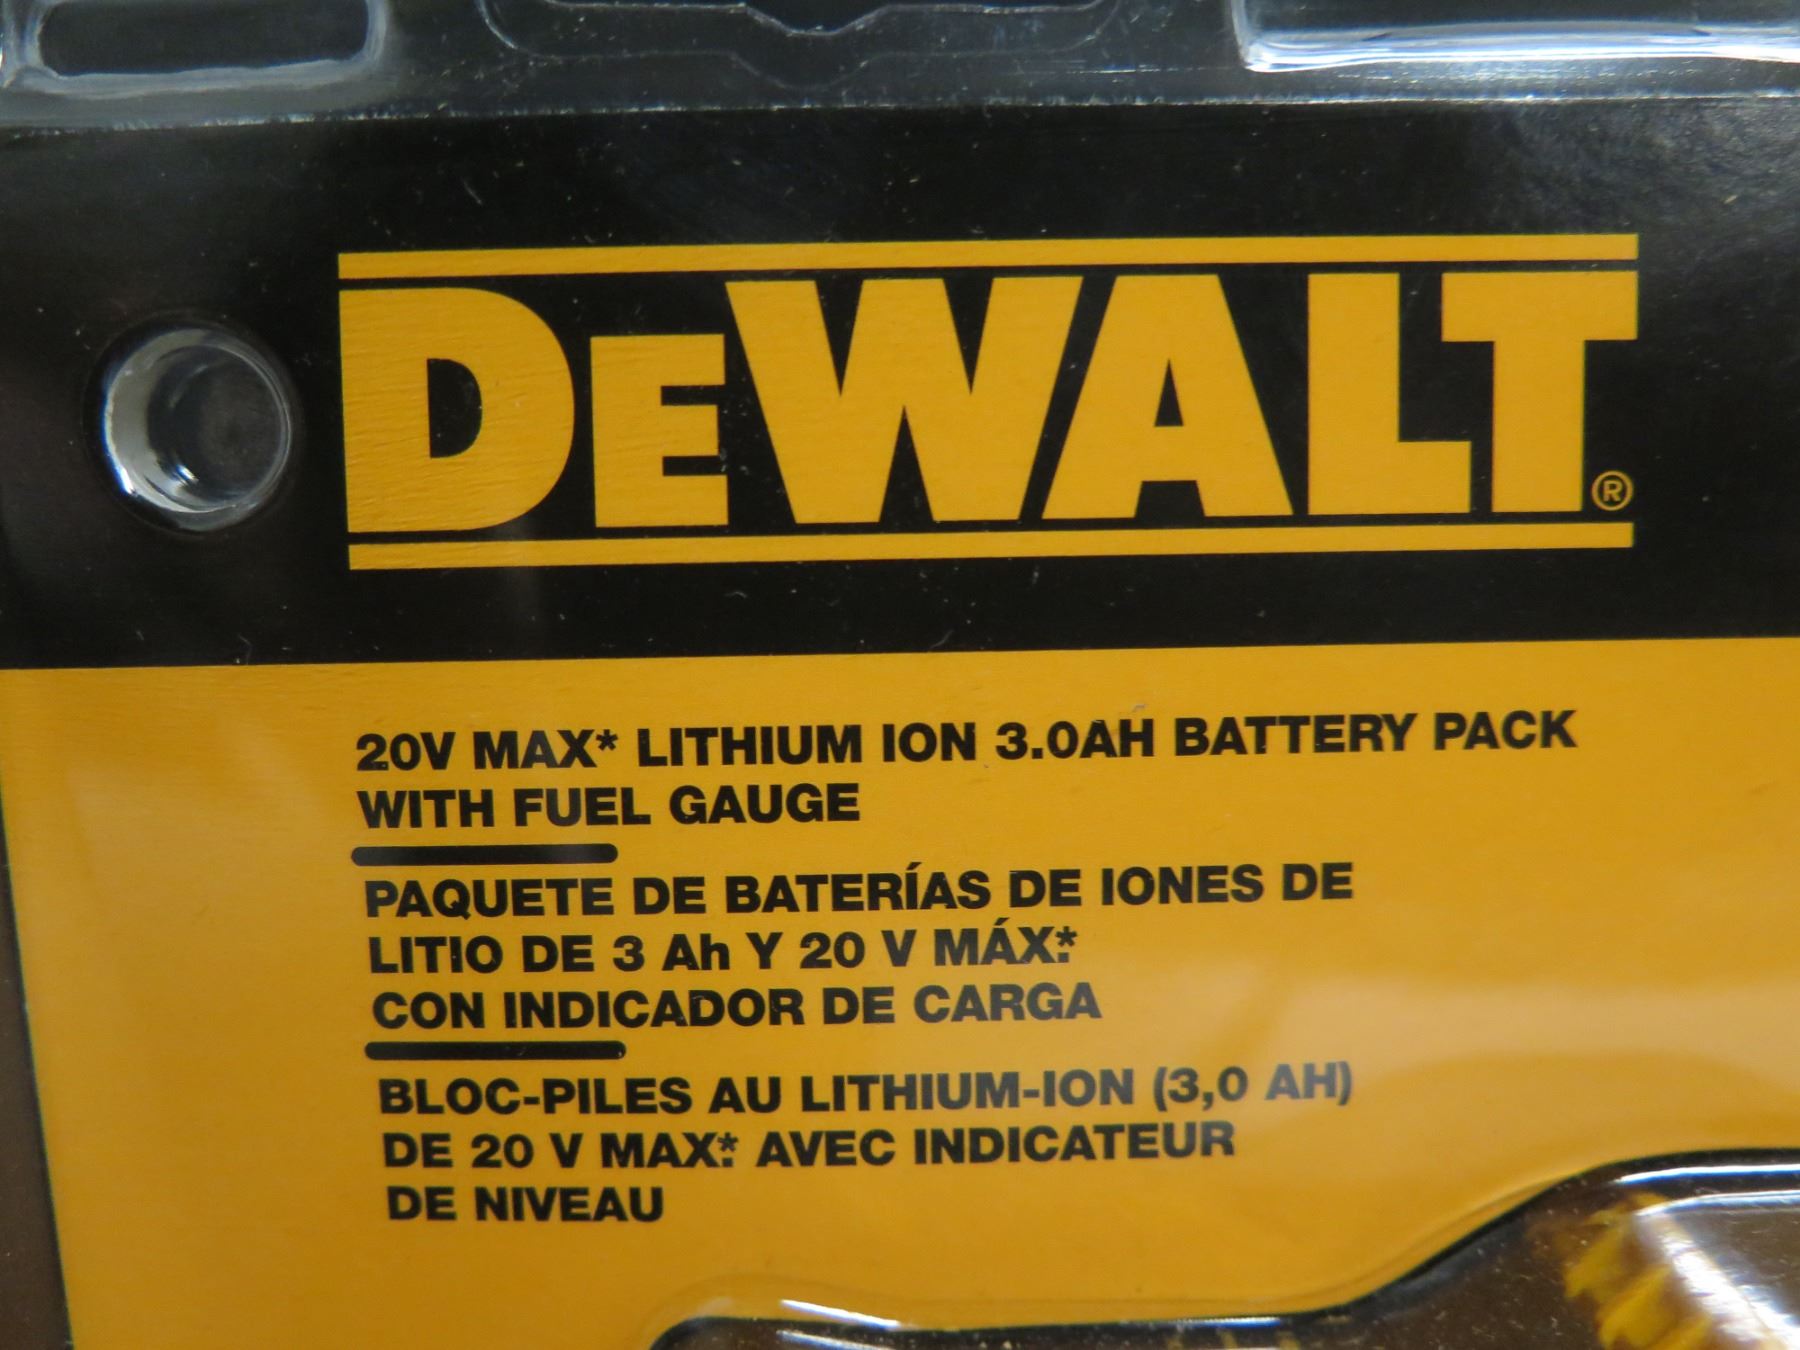 DEWALT®
20V MAX* LITHIUM ION 3.0AH BATTERY PACK
WITH FUEL GAUGE
PAQUETE DE BATERÍAS DE IONES DE
LITIO DE 3 Ah Y 20 V MÁX.*
CON INDICADOR DE CARGA
BLOC-PILES AU LITHIUM-ION (3,0 AH)
DE 20 V MAX.* AVEC INDICATEUR
DE NIVEAU